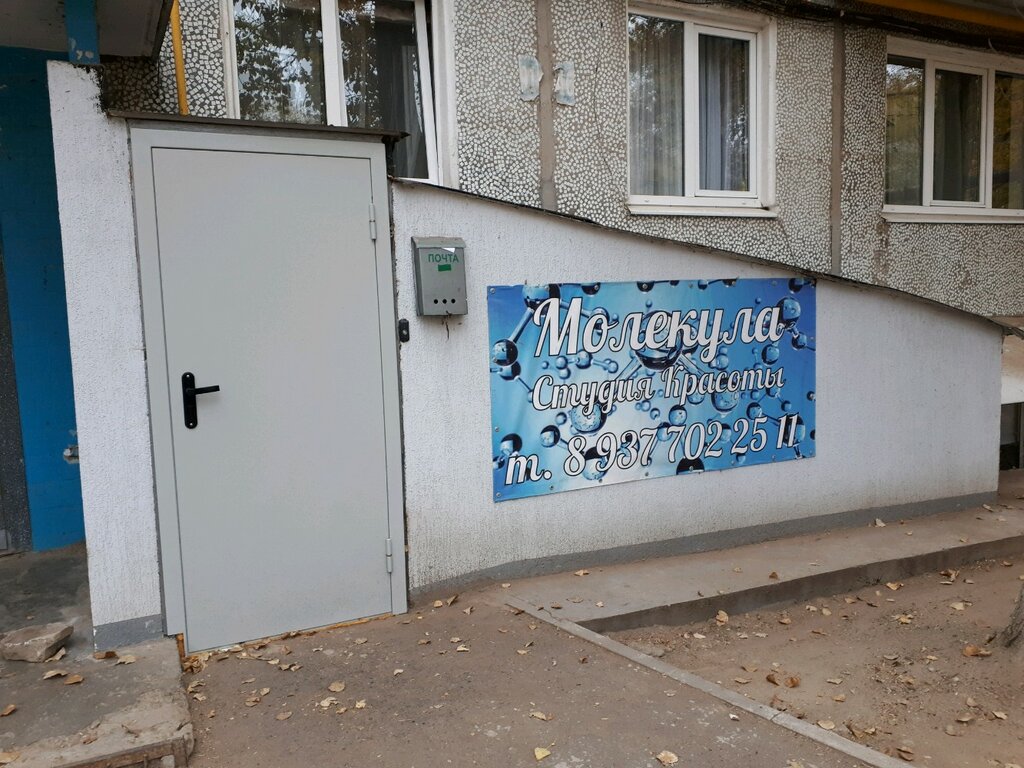 ПОЧТА
Молекула
Студия Красоты
т. 8 937 702 25 11